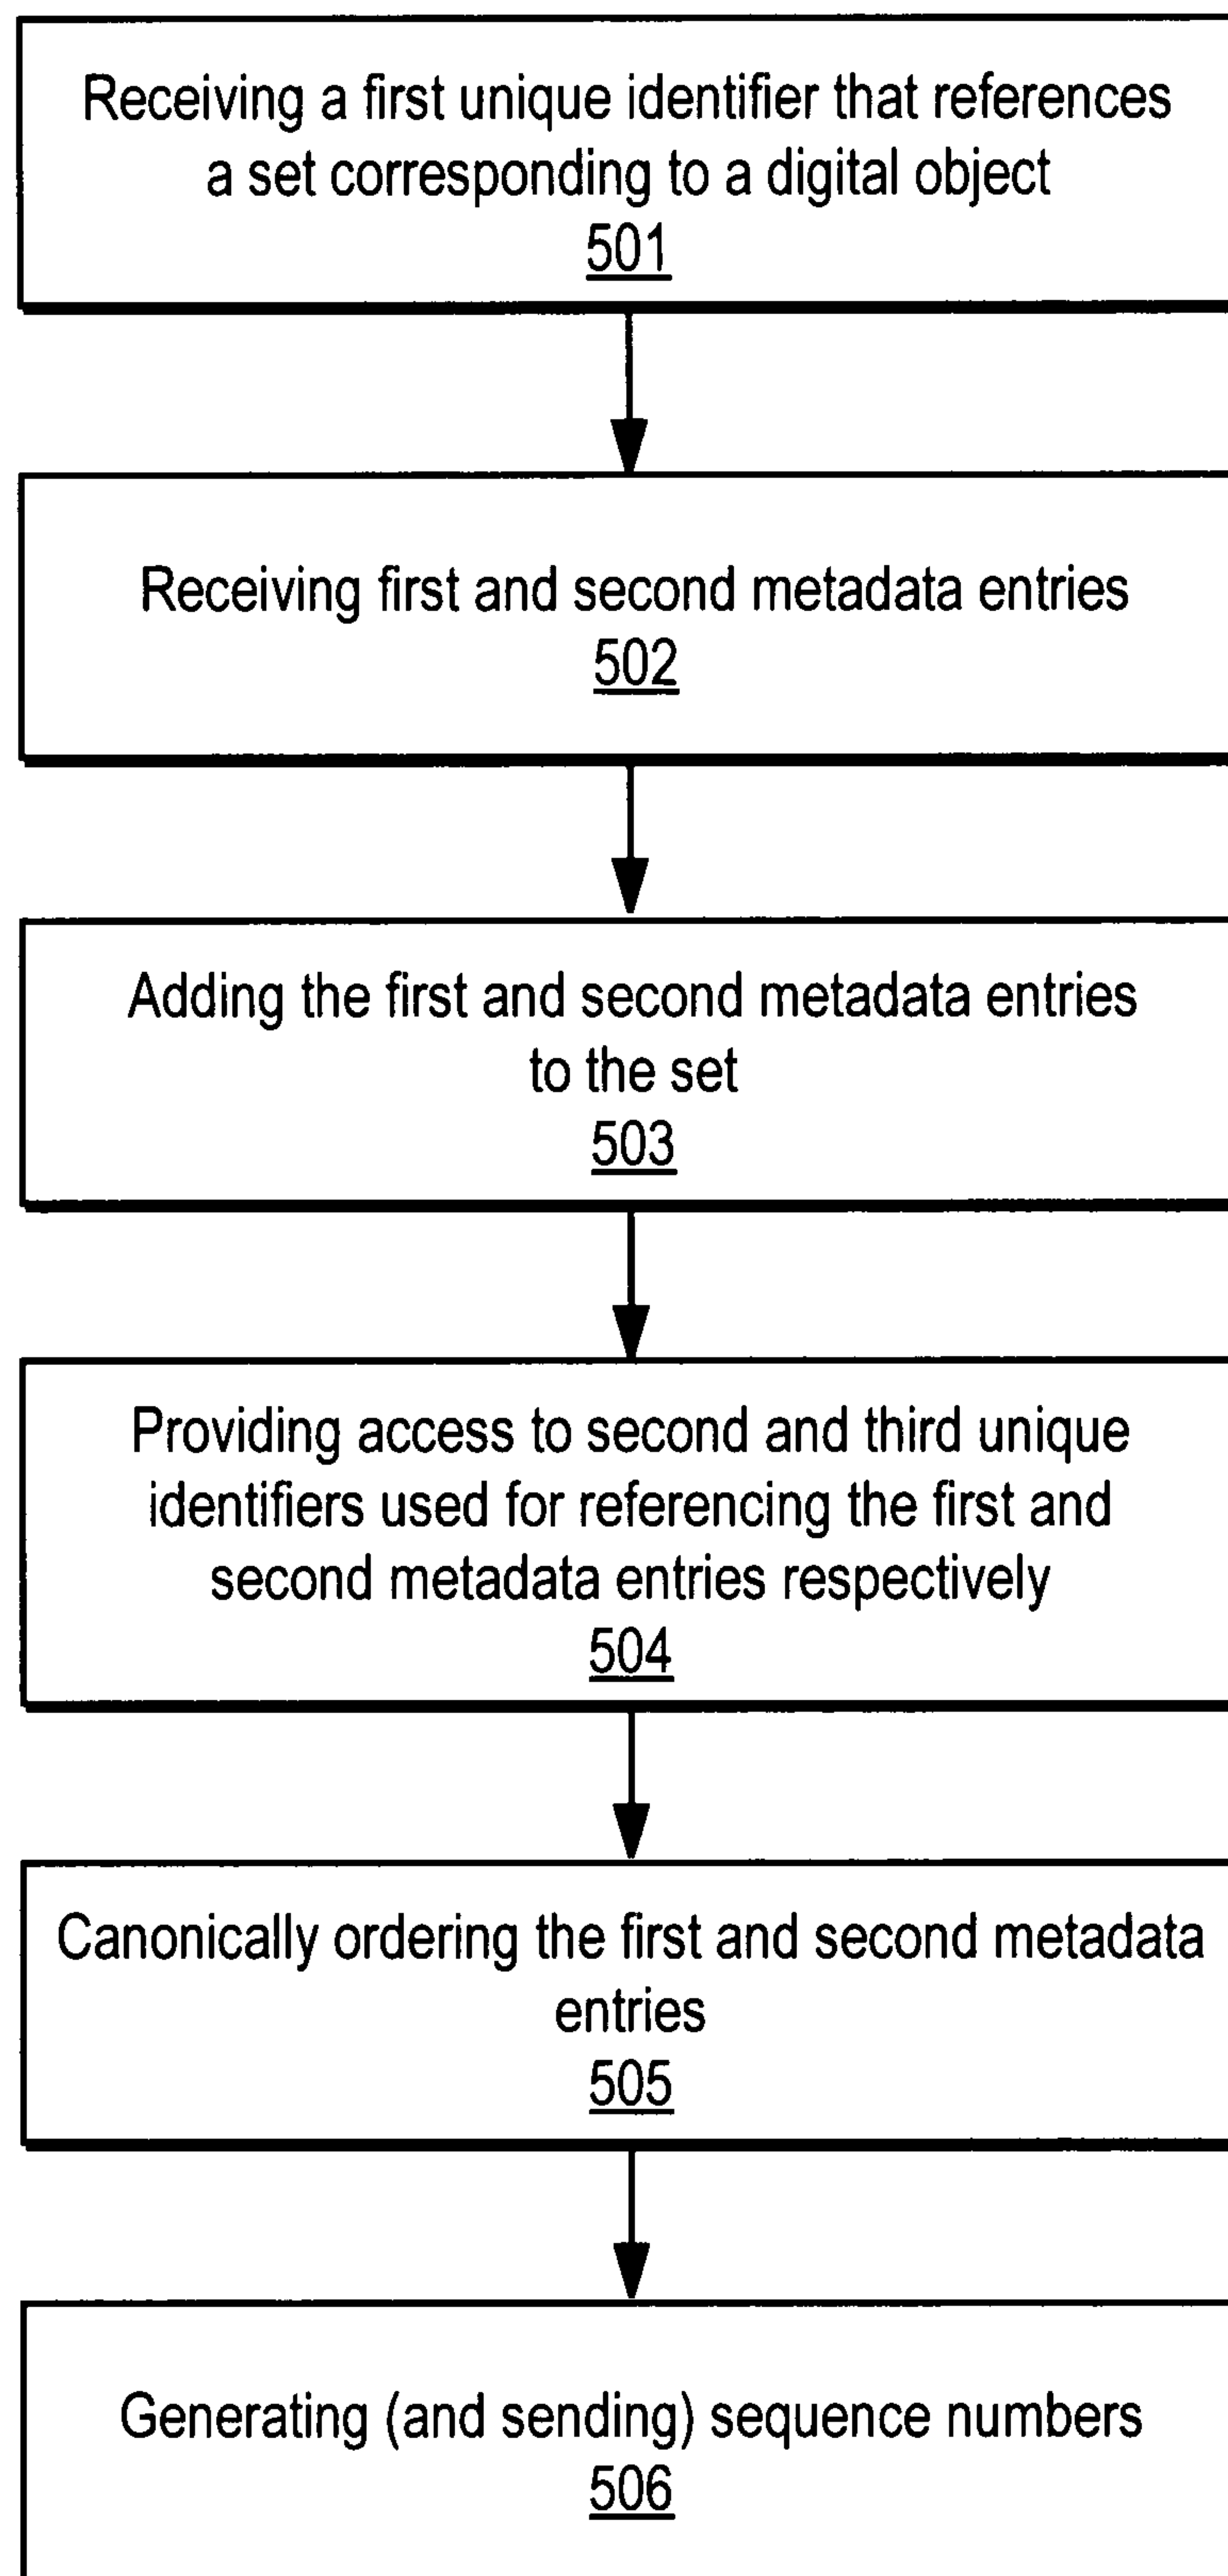 Receiving a first unique identifier that references
a set corresponding to a digital object
501
Receiving first and second metadata entries
502
Adding the first and second metadata entries
to the set
503
Providing access to second and third unique
identifiers used for referencing the first and
second metadata entries respectively
504
Canonically ordering the first and second metadata
entries
505
Generating (and sending) sequence numbers
506